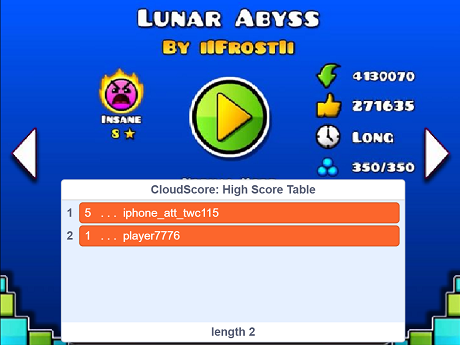 Lunar Abyss
By iIFrostIi
4130070
271635
Insane
8
Long
350/350
CloudScore: High Score Table
1 5 ... iphone_att_twc115
2 1 ... player7776
length 2